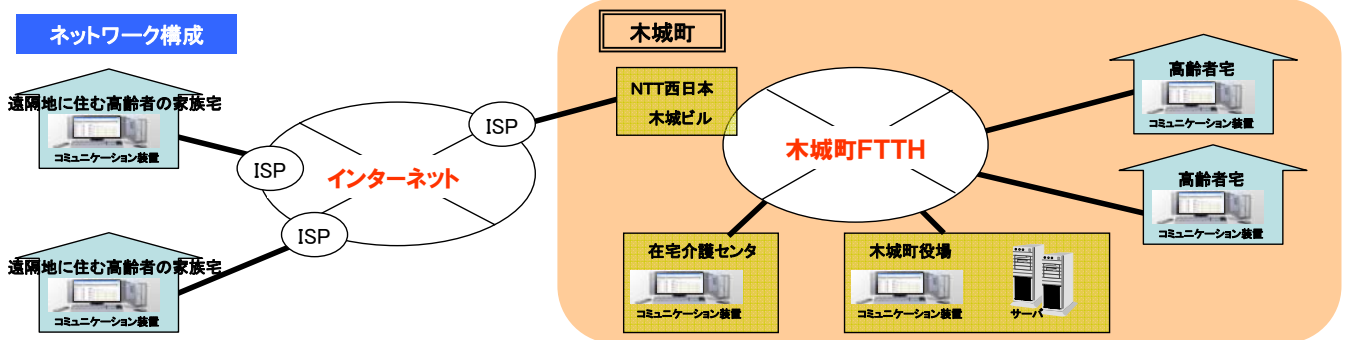 ネットワーク構成
木城町
遠隔地に住む高齢者の家族宅
コミュニケーション装置
ISP
ISP
インターネット
ISP
遠隔地に住む高齢者の家族宅
コミュニケーション装置
NTT西日本
木城ビル
木城町FTTH
高齢者宅
コミュニケーション装置
高齢者宅
コミュニケーション装置
在宅介護センタ
コミュニケーション装置
木城町役場
コミュニケーション装置
サーバ